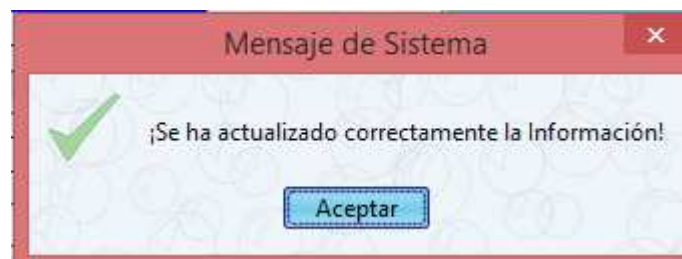 Mensaje de Sistema
¡Se ha actualizado correctamente la Información!
Aceptar